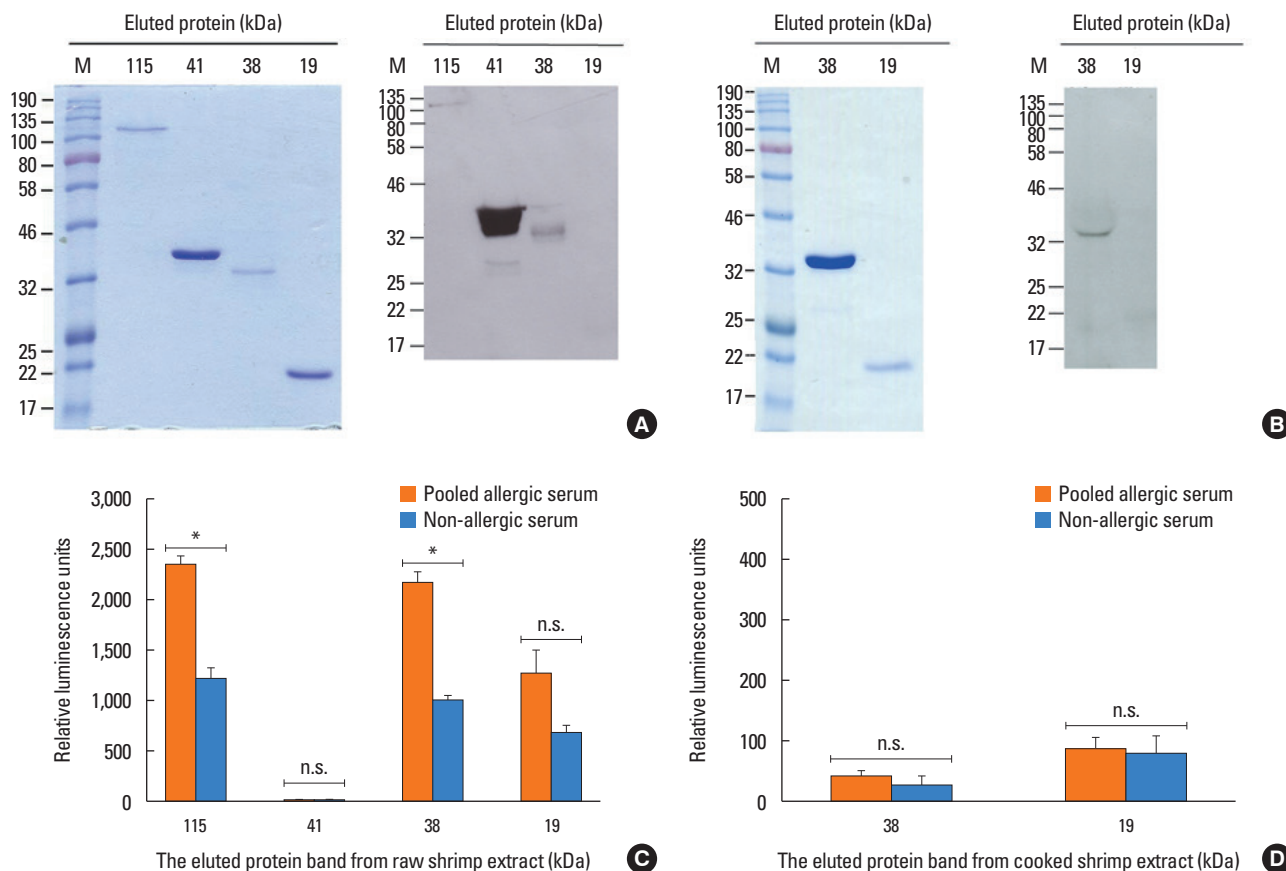 Eluted protein (kDa)
M 115 41 38 19
190
135
100
80
58
46
32
25
22
17
Eluted protein (kDa)
M 115 41 38 19
135
100
80
58
46
32
25
22
17
A
Eluted protein (kDa)
M 38 19
190
135
100
80
58
46
32
25
22
17
Eluted protein (kDa)
M 38 19
135
100
80
58
46
32
25
22
17
B
Relative luminescence units
3,000
2,500
2,000
1,500
1,000
500
0
Pooled allergic serum
Non-allergic serum
*
n.s.
*
n.s.
115 41 38 19
The eluted protein band from raw shrimp extract (kDa)
C
Relative luminescence units
500
400
300
200
100
0
Pooled allergic serum
Non-allergic serum
n.s.
n.s.
38 19
The eluted protein band from cooked shrimp extract (kDa)
D